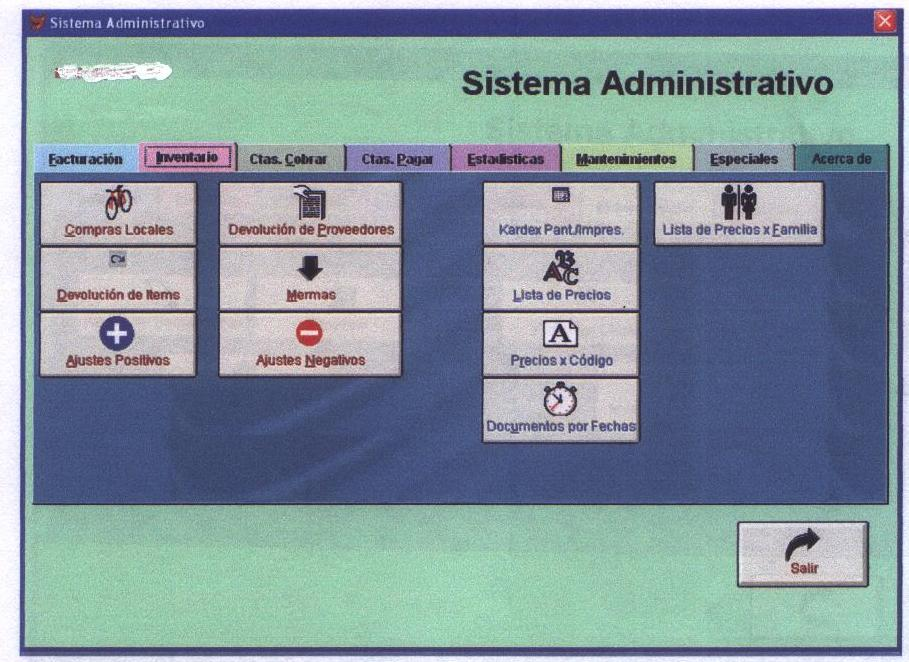 Sistema Administrativo
Sistema Administrativo
Facturación Inventario Ctas. Cobrar Ctas. Pagar Estadísticas Mantenimientos Especiales Acerca de
Compras Locales Devolución de Proveedores Kardex Pant./Impres. Lista de Precios x Familia
Devolución de Items Mermas Lista de Precios
Ajustes Positivos Ajustes Negativos Precios x Código
Documentos por Fechas
Salir